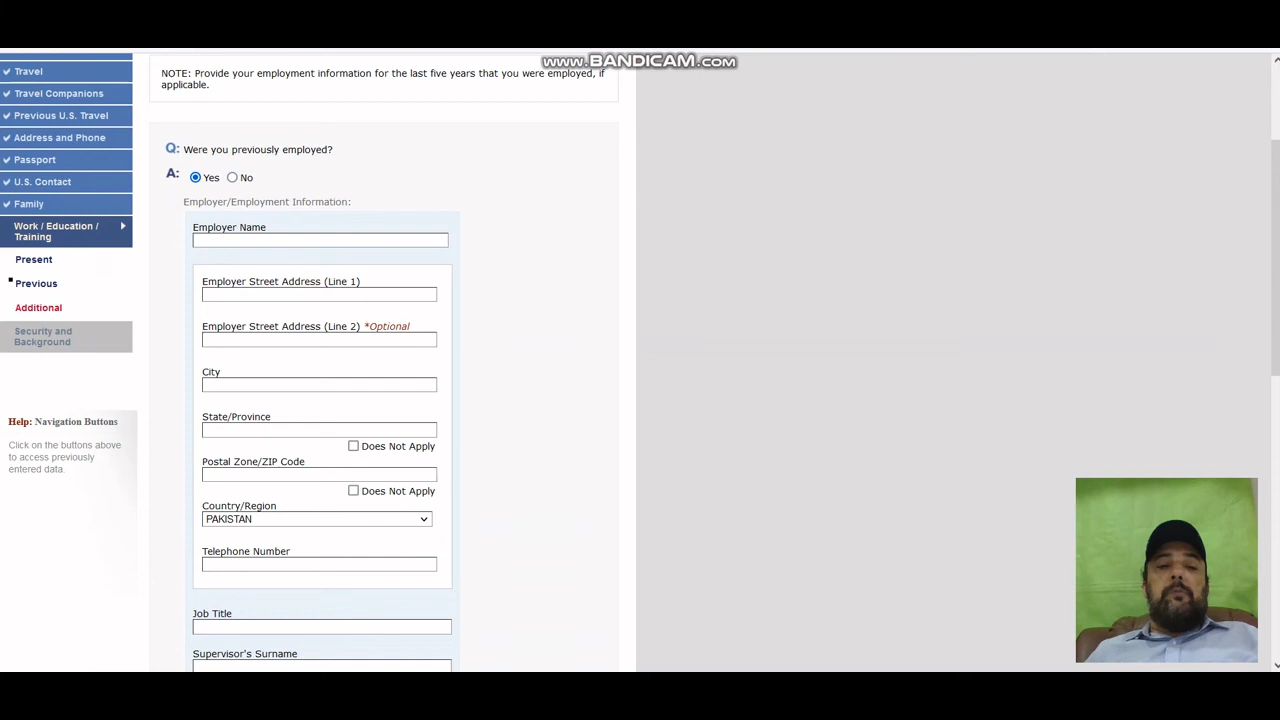 www.BANDICAM.com
Travel
Travel Companions
Previous U.S. Travel
Address and Phone
Passport
U.S. Contact
Family
Work / Education /
Training
Present
Previous
Additional
Security and
Background
Help: Navigation Buttons
Click on the buttons above
to access previously
entered data.
NOTE: Provide your employment information for the last five years that you were employed, if
applicable.
Q: Were you previously employed?
A: Yes No
Employer/Employment Information:
Employer Name
Employer Street Address (Line 1)
Employer Street Address (Line 2) *Optional
City
State/Province
Does Not Apply
Postal Zone/ZIP Code
Does Not Apply
Country/Region
PAKISTAN
Telephone Number
Job Title
Supervisor's Surname